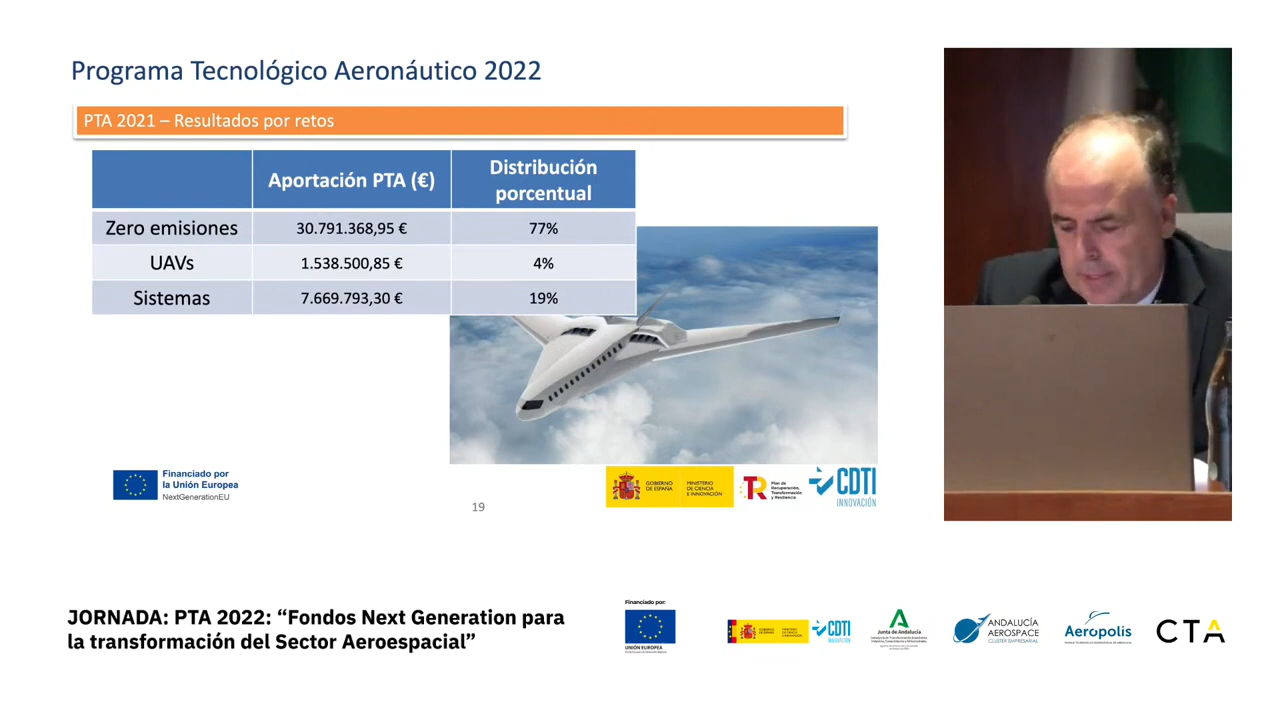 Programa Tecnológico Aeronáutico 2022
PTA 2021 – Resultados por retos
Aportación PTA (€)
Distribución porcentual
Zero emisiones 30.791.368,95 € 77%
UAVs 1.538.500,85 € 4%
Sistemas 7.669.793,30 € 19%
Financiado por
la Unión Europea
NextGenerationEU
19
GOBIERNO
DE ESPAÑA
MINISTERIO
DE CIENCIA
E INNOVACIÓN
TR
Plan de
Recuperación,
Transformación
y Resiliencia
CDTI
INNOVACIÓN
JORNADA: PTA 2022: “Fondos Next Generation para
la transformación del Sector Aeroespacial”
Financiado por:
UNIÓN EUROPEA
CDTI
INNOVACIÓN
Junta de Andalucía
ANDALUCÍA
AEROSPACE
CLUSTER EMPRESARIAL
Aeropolis
CTA